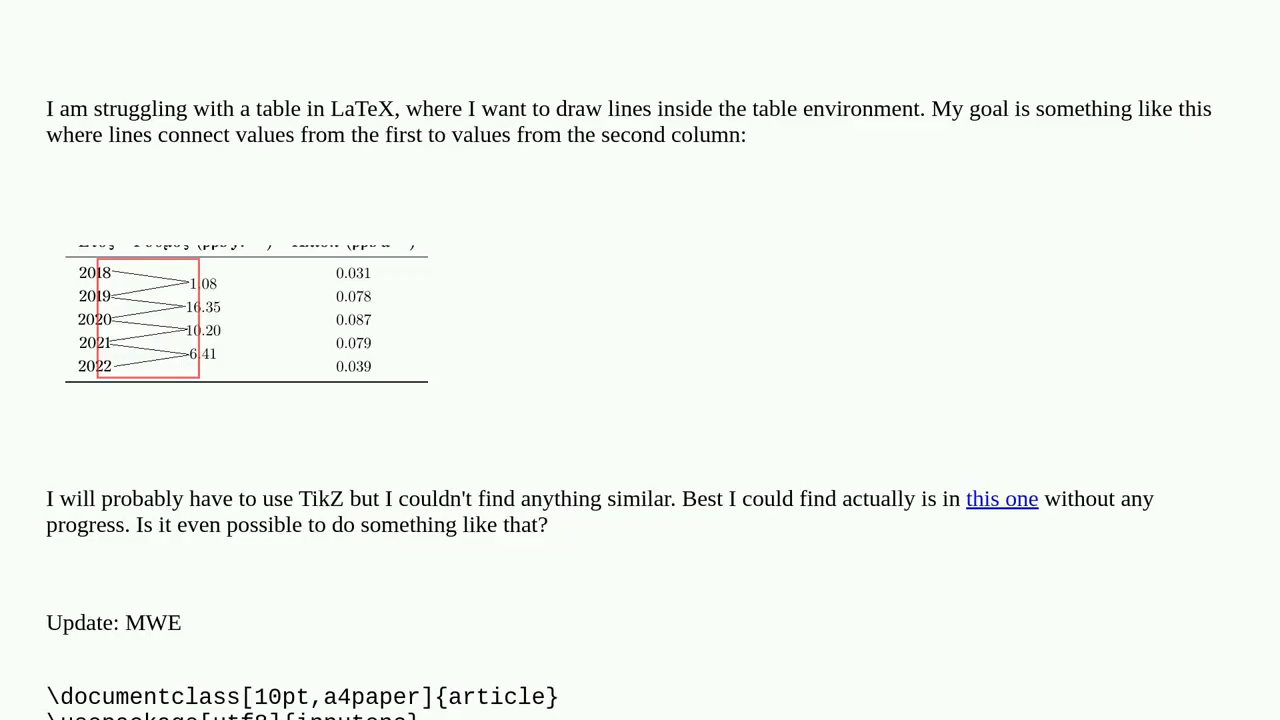 I am struggling with a table in LaTeX, where I want to draw lines inside the table environment. My goal is something like this
where lines connect values from the first to values from the second column:
2018 0.031
1.08
2019 0.078
16.35
2020 0.087
10.20
2021 0.079
6.41
2022 0.039
I will probably have to use TikZ but I couldn't find anything similar. Best I could find actually is in this one without any
progress. Is it even possible to do something like that?
Update: MWE
\documentclass[10pt,a4paper]{article}